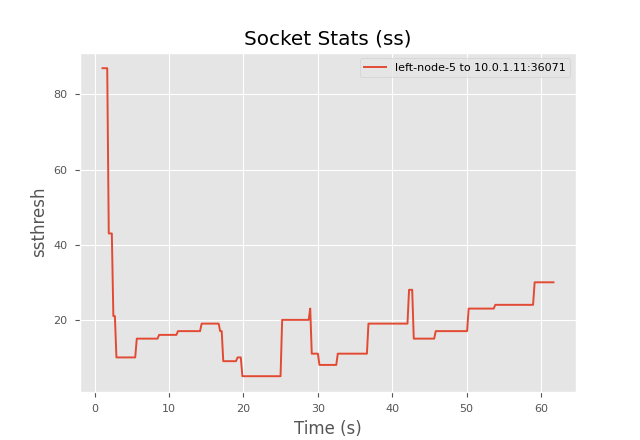 Socket Stats (ss)
left-node-5 to 10.0.1.11:36071
ssthresh
80
60
40
20
0 10 20 30 40 50 60
Time (s)